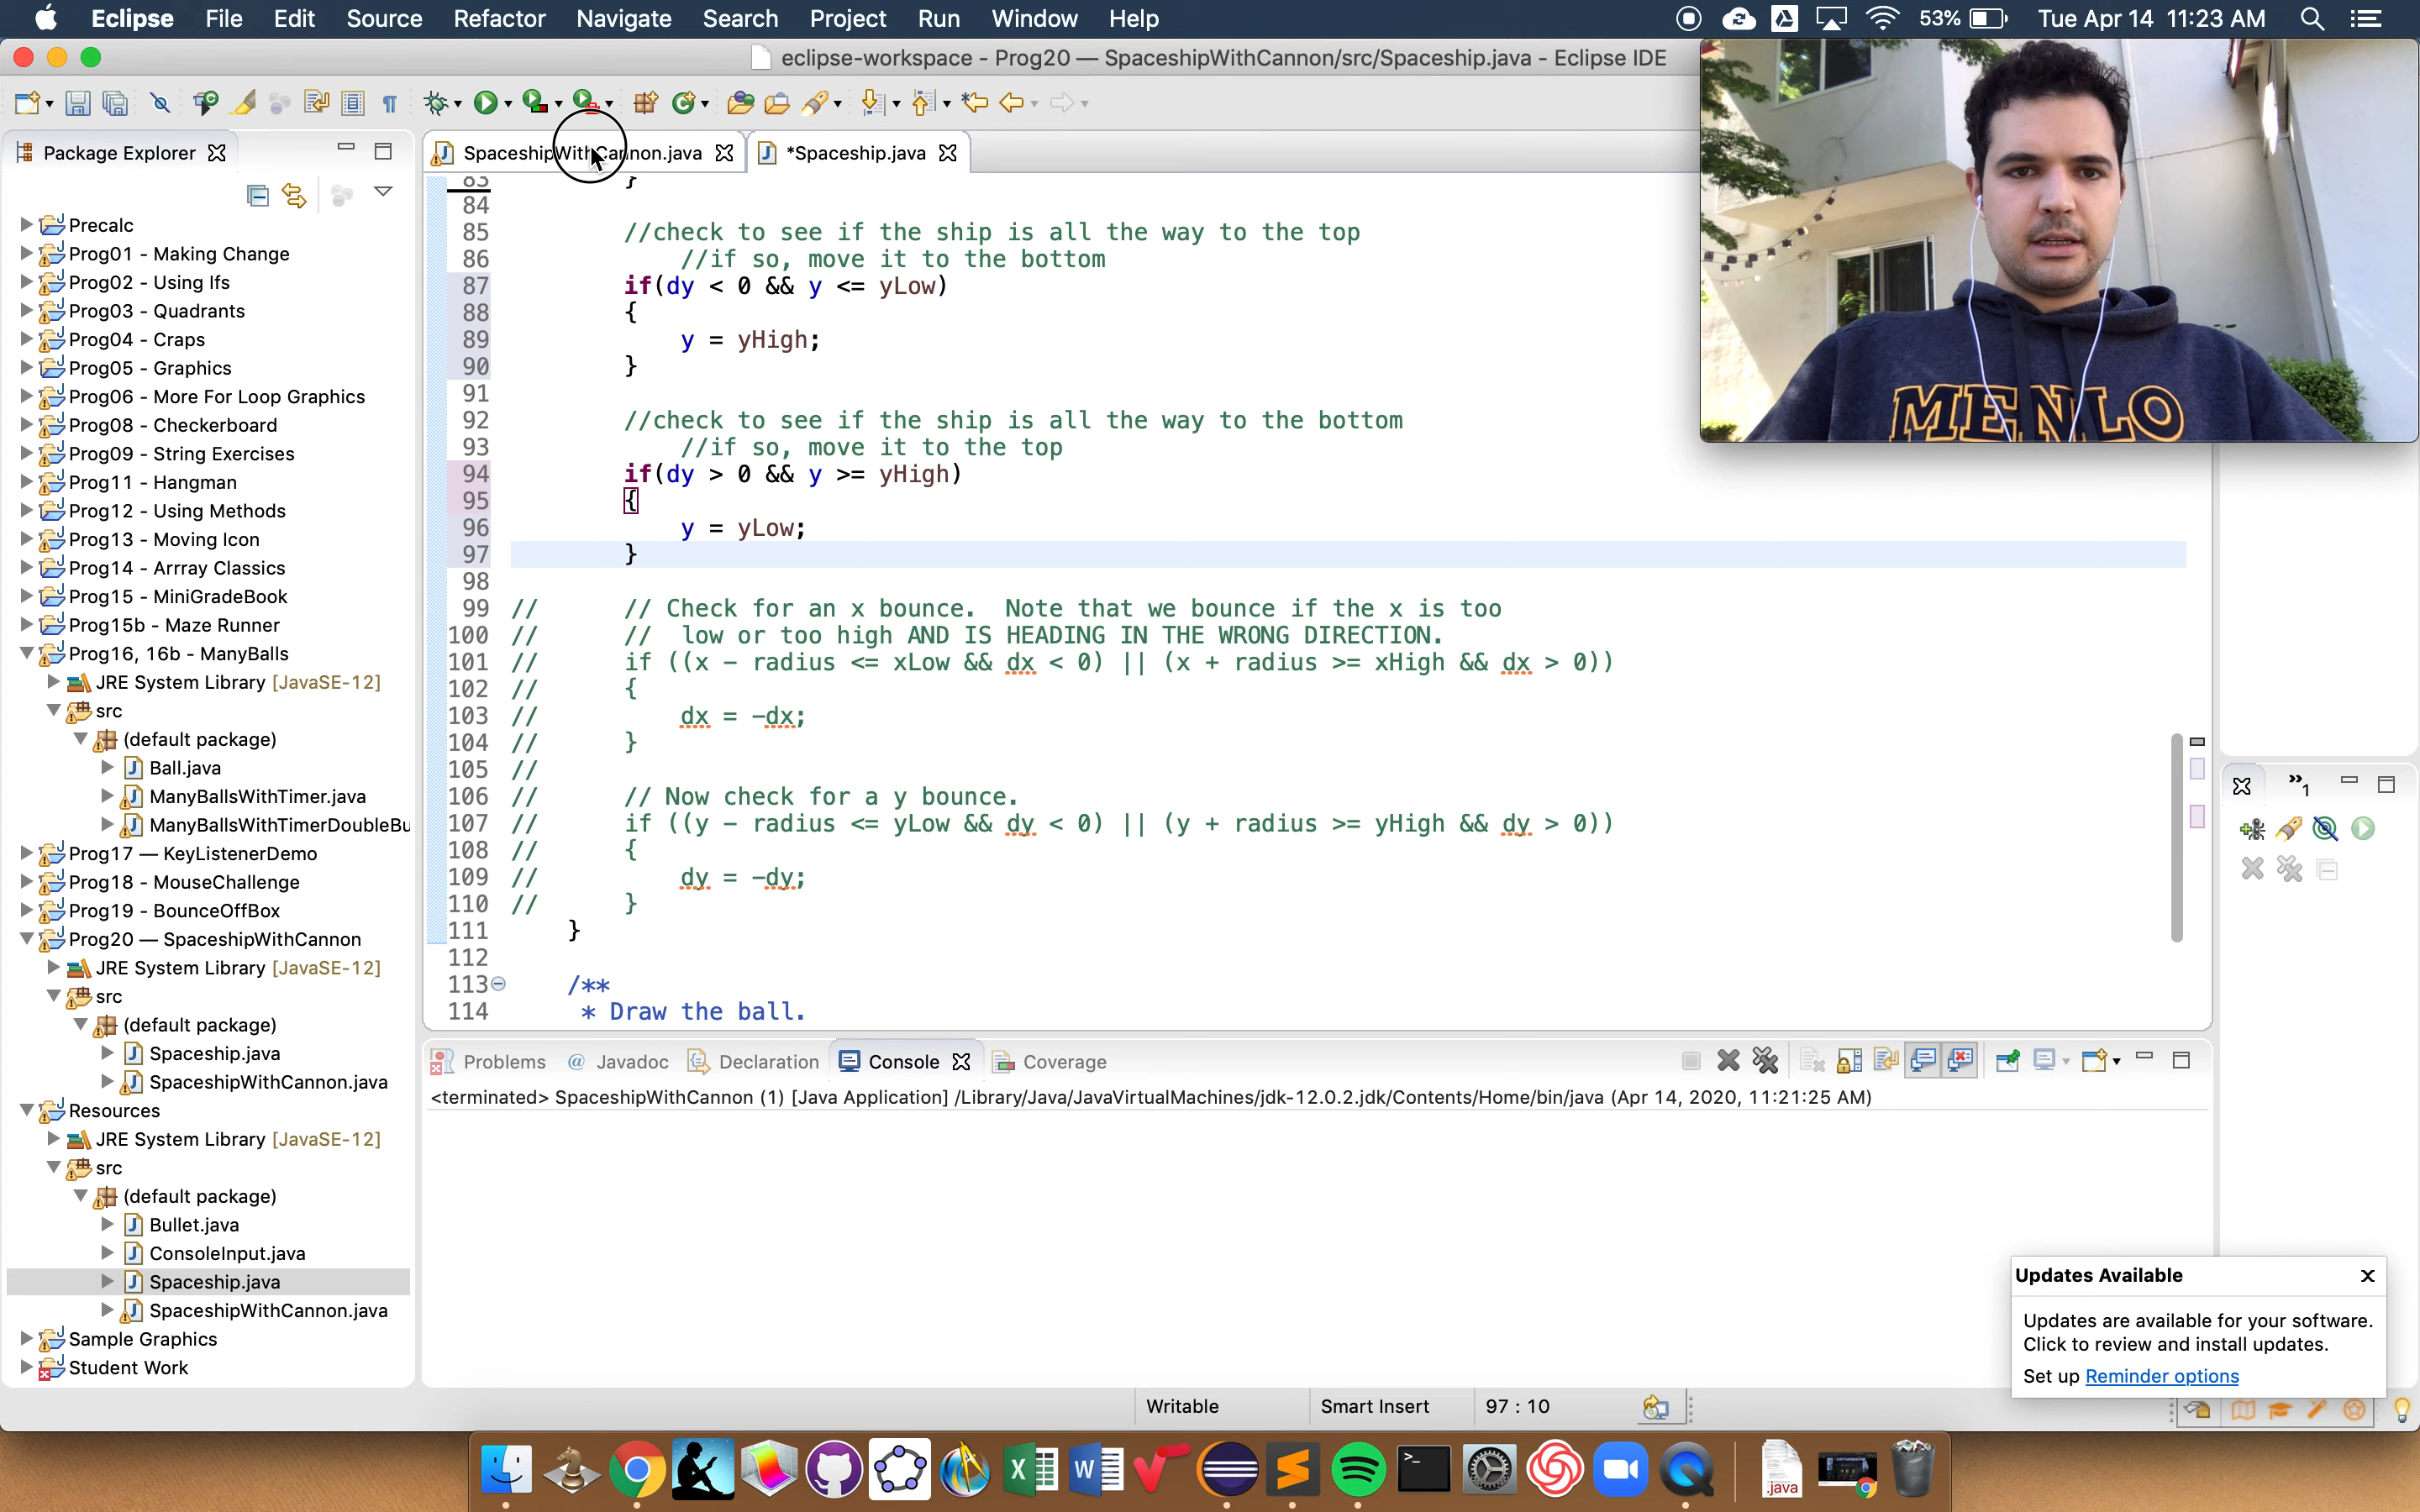 Eclipse File Edit Source Refactor Navigate Search Project Run Window Help 53% Tue Apr 14 11:23 AM
eclipse-workspace - Prog20 — SpaceshipWithCannon/src/Spaceship.java - Eclipse IDE
Package Explorer
Precalc
Prog01 - Making Change
Prog02 - Using Ifs
Prog03 - Quadrants
Prog04 - Craps
Prog05 - Graphics
Prog06 - More For Loop Graphics
Prog08 - Checkerboard
Prog09 - String Exercises
Prog11 - Hangman
Prog12 - Using Methods
Prog13 - Moving Icon
Prog14 - Arrray Classics
Prog15 - MiniGradeBook
Prog15b - Maze Runner
Prog16, 16b - ManyBalls
JRE System Library [JavaSE-12]
src
(default package)
Ball.java
ManyBallsWithTimer.java
ManyBallsWithTimerDoubleBu
Prog17 — KeyListenerDemo
Prog18 - MouseChallenge
Prog19 - BounceOffBox
Prog20 — SpaceshipWithCannon
JRE System Library [JavaSE-12]
src
(default package)
Spaceship.java
SpaceshipWithCannon.java
Resources
JRE System Library [JavaSE-12]
src
(default package)
Bullet.java
ConsoleInput.java
Spaceship.java
SpaceshipWithCannon.java
Sample Graphics
Student Work
SpaceshipWithCannon.java *Spaceship.java
83 }
84
85 //check to see if the ship is all the way to the top
86 //if so, move it to the bottom
87 if(dy < 0 && y <= yLow)
88 {
89 y = yHigh;
90 }
91
92 //check to see if the ship is all the way to the bottom
93 //if so, move it to the top
94 if(dy > 0 && y >= yHigh)
95 {
96 y = yLow;
97 }
98
99 // // Check for an x bounce. Note that we bounce if the x is too
100 // // low or too high AND IS HEADING IN THE WRONG DIRECTION.
101 // if ((x - radius <= xLow && dx < 0) || (x + radius >= xHigh && dx > 0))
102 // {
103 // dx = -dx;
104 // }
105 //
106 // // Now check for a y bounce.
107 // if ((y - radius <= yLow && dy < 0) || (y + radius >= yHigh && dy > 0))
108 // {
109 // dy = -dy;
110 // }
111 }
112
113 /**
114 * Draw the ball.
MENLO
»1
Problems @ Javadoc Declaration Console Coverage
<terminated> SpaceshipWithCannon (1) [Java Application] /Library/Java/JavaVirtualMachines/jdk-12.0.2.jdk/Contents/Home/bin/java (Apr 14, 2020, 11:21:25 AM)
Updates Available
Updates are available for your software.
Click to review and install updates.
Set up Reminder options
Writable Smart Insert 97 : 10
.java